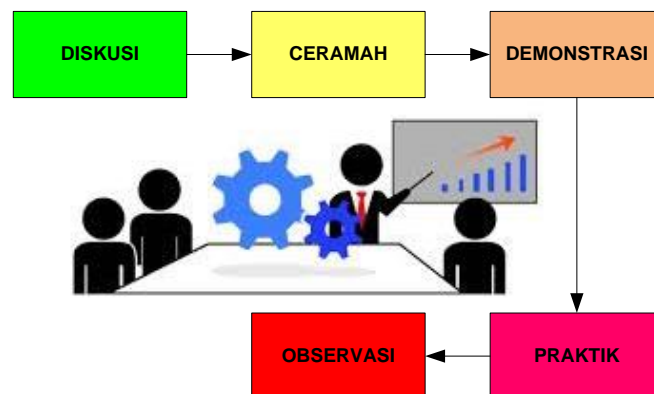 DISKUSI
CERAMAH
DEMONSTRASI
OBSERVASI
PRAKTIK